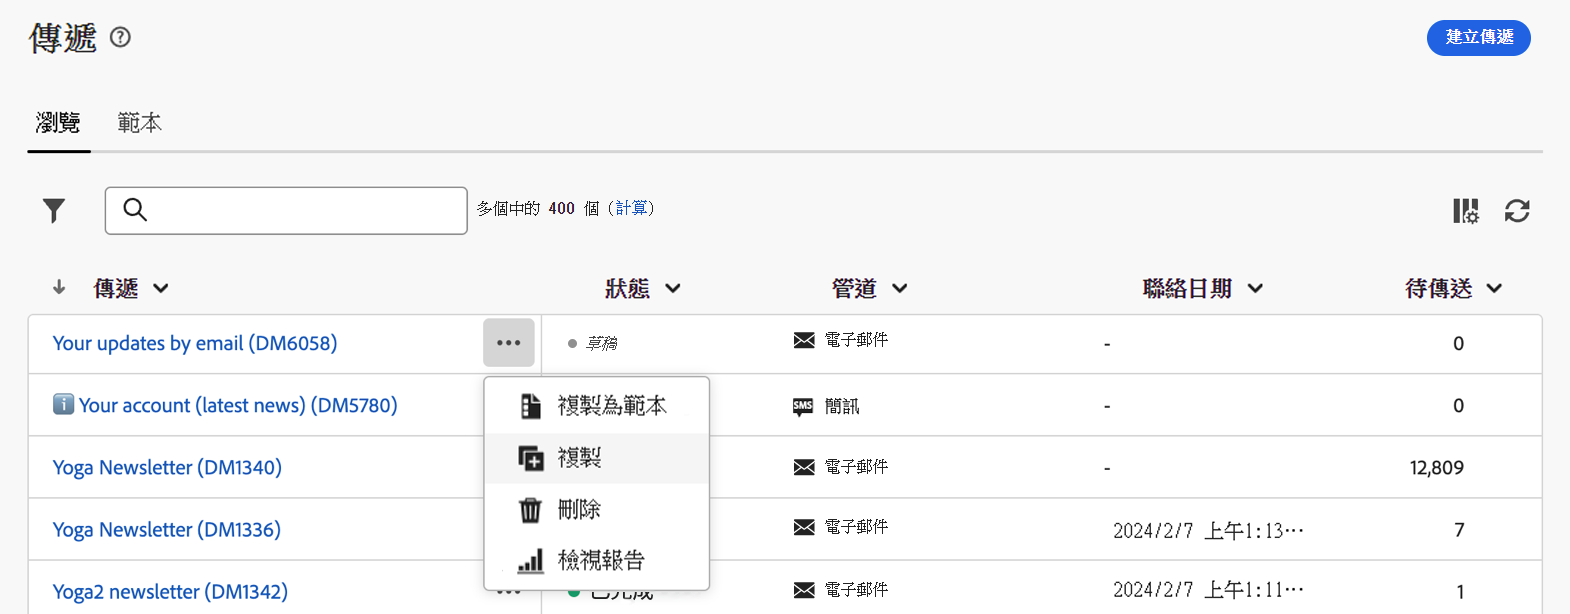 傳遞
建立傳遞
瀏覽 範本
多個中的 400 個（計算）
傳遞 狀態 管道 聯絡日期 待傳送
Your updates by email (DM6058) 草稿 電子郵件 - 0
Your account (latest news) (DM5780) SMS 簡訊 - 0
複製為範本
Yoga Newsletter (DM1340) 電子郵件 - 12,809
複製
刪除
Yoga Newsletter (DM1336) 電子郵件 2024/2/7 上午1:13⋯ 7
檢視報告
Yoga2 newsletter (DM1342) 已完成 電子郵件 2024/2/7 上午1:11⋯ 1